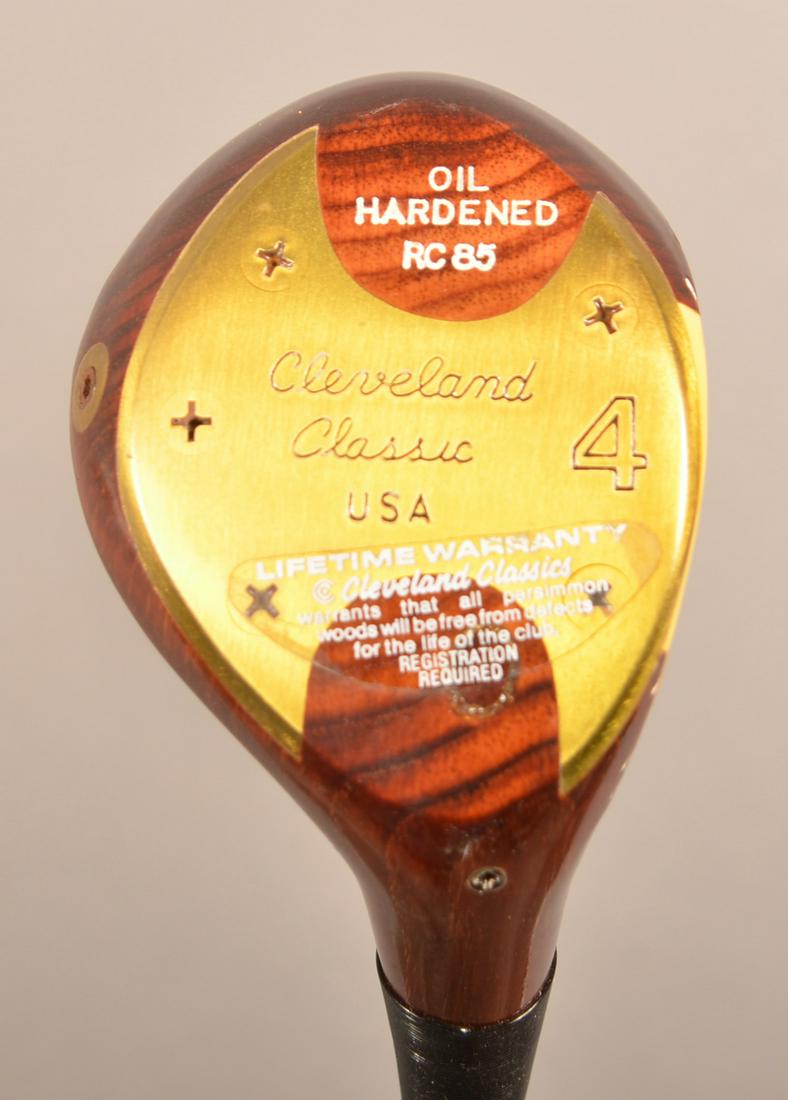 OIL
HARDENED
RC 85
Cleveland
Classic
USA
4
LIFETIME WARRANTY
CC Cleveland Classics
warrants that all persimmon
woods will be free from defects
for the life of the club.
REGISTRATION
REQUIRED